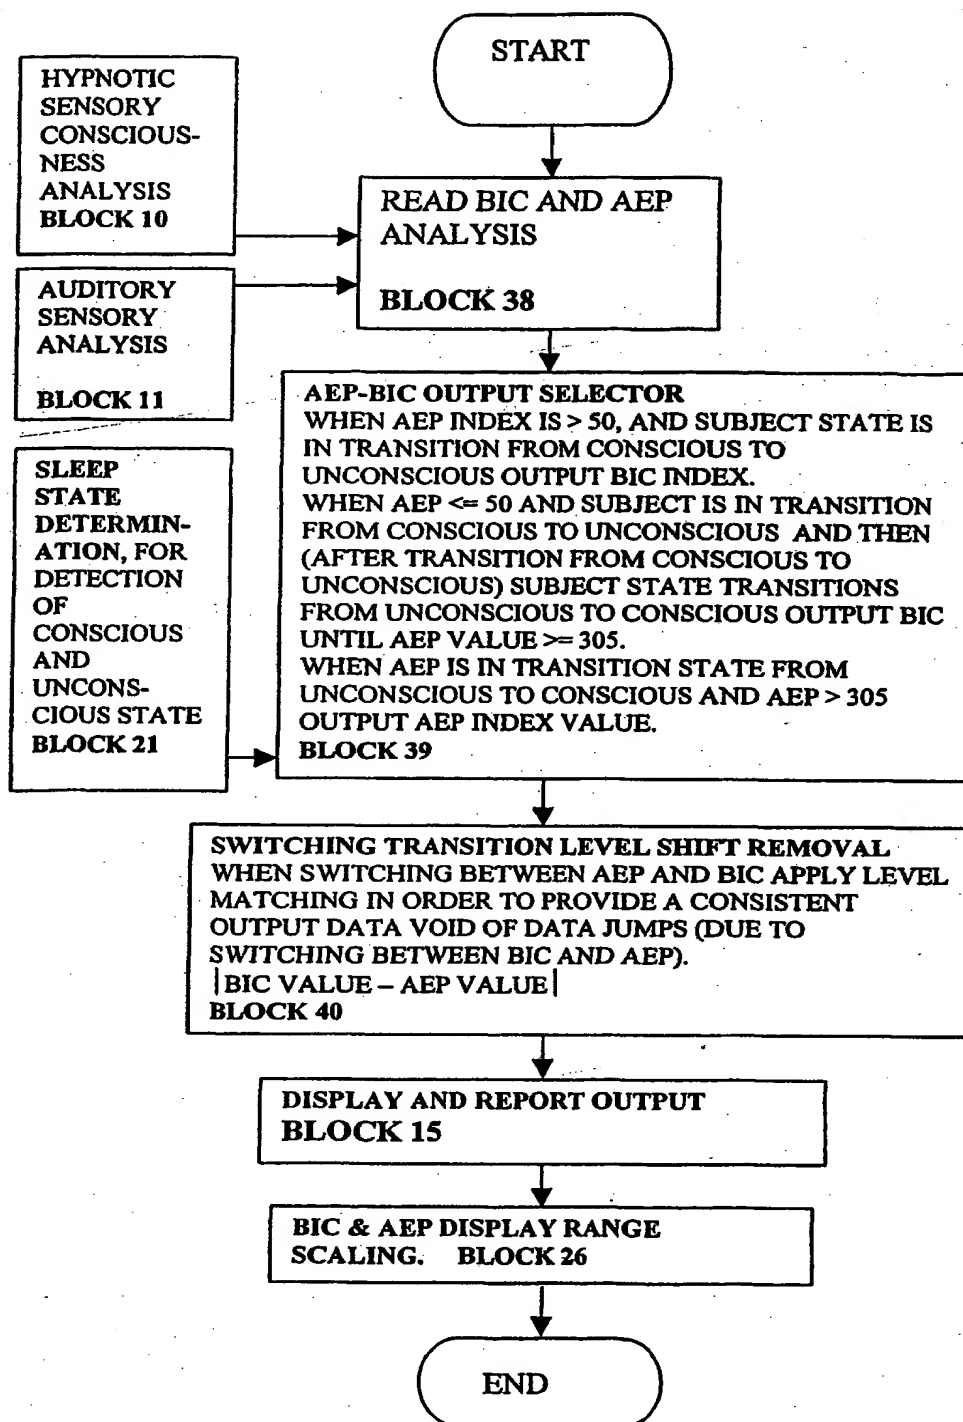 START
HYPNOTIC
SENSORY
CONSCIOUS-
NESS
ANALYSIS
BLOCK 10
READ BIC AND AEP
ANALYSIS
BLOCK 38
AUDITORY
SENSORY
ANALYSIS
BLOCK 11
AEP-BIC OUTPUT SELECTOR
WHEN AEP INDEX IS > 50, AND SUBJECT STATE IS
IN TRANSITION FROM CONSCIOUS TO
UNCONSCIOUS OUTPUT BIC INDEX.
WHEN AEP <= 50 AND SUBJECT IS IN TRANSITION
FROM CONSCIOUS TO UNCONSCIOUS AND THEN
(AFTER TRANSITION FROM CONSCIOUS TO
UNCONSCIOUS) SUBJECT STATE TRANSITIONS
FROM UNCONSCIOUS TO CONSCIOUS OUTPUT BIC
UNTIL AEP VALUE >= 305.
WHEN AEP IS IN TRANSITION STATE FROM
UNCONSCIOUS TO CONSCIOUS AND AEP > 305
OUTPUT AEP INDEX VALUE.
BLOCK 39
SLEEP
STATE
DETERMIN-
ATION, FOR
DETECTION
OF
CONSCIOUS
AND
UNCONS-
CIOUS STATE
BLOCK 21
SWITCHING TRANSITION LEVEL SHIFT REMOVAL
WHEN SWITCHING BETWEEN AEP AND BIC APPLY LEVEL
MATCHING IN ORDER TO PROVIDE A CONSISTENT
OUTPUT DATA VOID OF DATA JUMPS (DUE TO
SWITCHING BETWEEN BIC AND AEP).
|BIC VALUE – AEP VALUE|
BLOCK 40
DISPLAY AND REPORT OUTPUT
BLOCK 15
BIC & AEP DISPLAY RANGE
SCALING. BLOCK 26
END